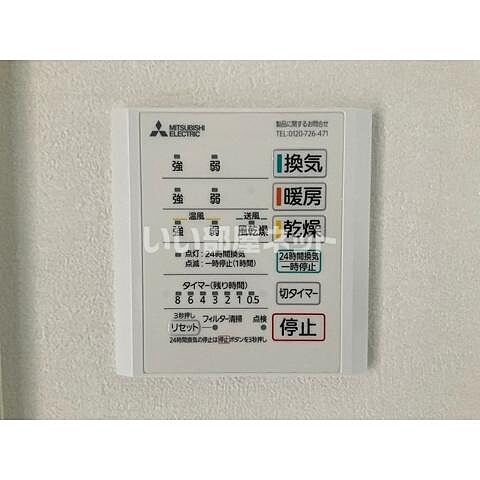 MITSUBISHI
ELECTRIC
製品に関するお問合せ
TEL:0120-726-471
強 弱 換気
強 弱 暖房
温風 送風
強 弱 風乾燥 乾燥
いい部屋ネット
点灯:24時間換気
点滅:一時停止(1時間)
24時間換気
一時停止
タイマー(残り時間)
8 6 4 3 2 1 0.5
切タイマー
3秒押し
リセット フィルター清掃 点検
停止
24時間換気の停止は停止ボタンを3秒押し